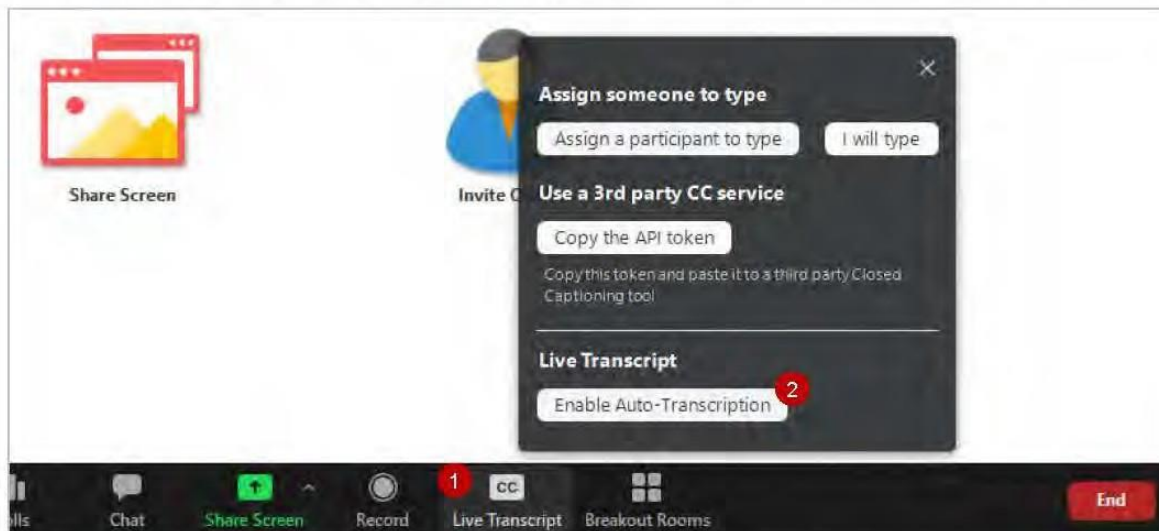 Assign someone to type
Assign a participant to type
I will type
Share Screen
Invite
Use a 3rd party CC service
Copy the API token
Copy this token and paste it to a third party Closed
Captioning tool
Live Transcript
Enable Auto-Transcription
2
1
CC
lls
Chat
Share Screen
Record
Live Transcript
Breakout Rooms
End